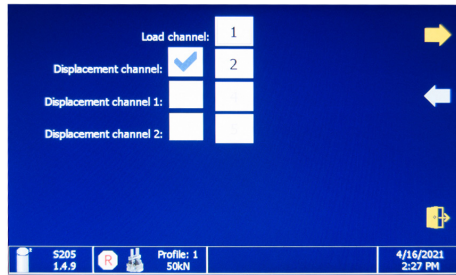 Load channel: 1
Displacement channel: 2
Displacement channel 1:
Displacement channel 2:
S205
1.4.9
R
Profile: 1
50kN
4/16/2021
2:27 PM